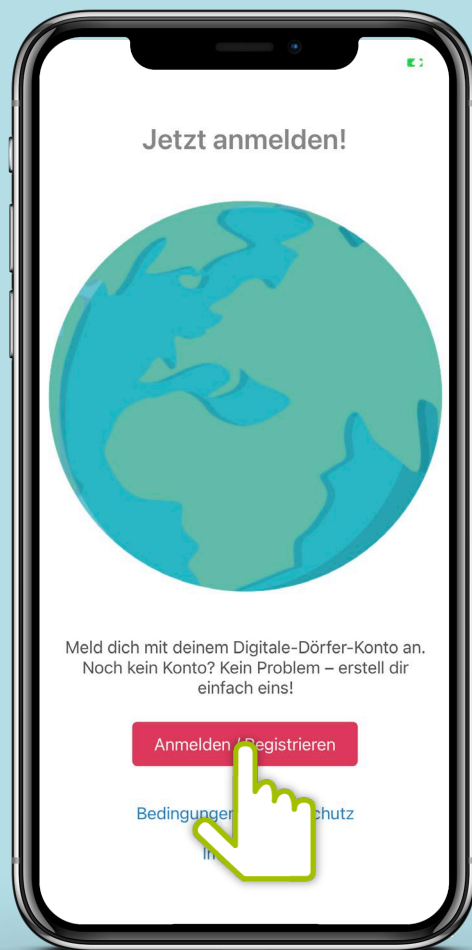 Jetzt anmelden!
Meld dich mit deinem Digitale-Dörfer-Konto an.
Noch kein Konto? Kein Problem – erstell dir
einfach eins!
Anmelden / Registrieren